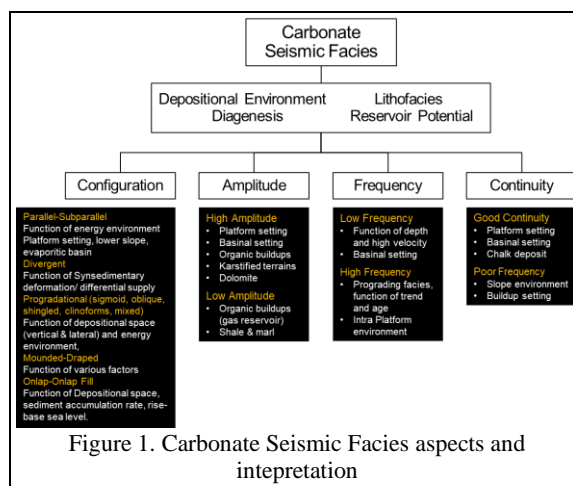 Carbonate
Seismic Facies
Depositional Environment
Diagenesis
Lithofacies
Reservoir Potential
Configuration
Parallel-Subparallel
Function of energy environment
Platform setting, lower slope,
evaporitic basin
Divergent
Function of Synsedimentary
deformation/ differential supply
Progradational (sigmoid, oblique,
shingled, clinoforms, mixed)
Function of depositional space
(vertical & lateral) and energy
environment,
Mounded-Draped
Function of various factors
Onlap-Onlap Fill
Function of Depositional space,
sediment accumulation rate, rise-
base sea level.
Amplitude
High Amplitude
• Platform setting
• Basinal setting
• Organic buildups
• Karstified terrains
• Dolomite
Low Amplitude
• Organic buildups
(gas reservoir)
• Shale & marl
Frequency
Low Frequency
• Function of depth
and high velocity
• Basinal setting
High Frequency
• Prograding facies,
function of trend
and age
• Intra Platform
environment
Continuity
Good Continuity
• Platform setting
• Basinal setting
• Chalk deposit
Poor Frequency
• Slope environment
• Buildup setting
Figure 1. Carbonate Seismic Facies aspects and
intepretation